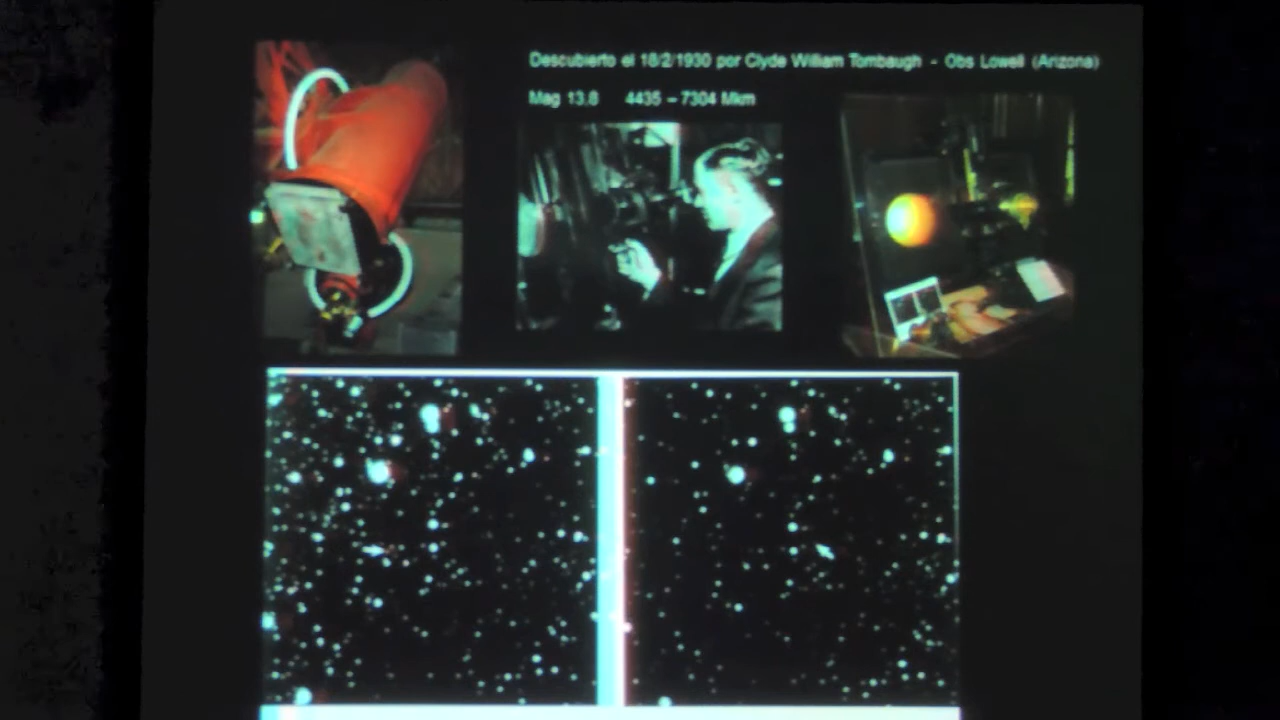 Descubierto el 18/2/1930 por Clyde William Tombaugh - Obs Lowell (Arizona)
Mag 13,8 4435 – 7304 Mkm